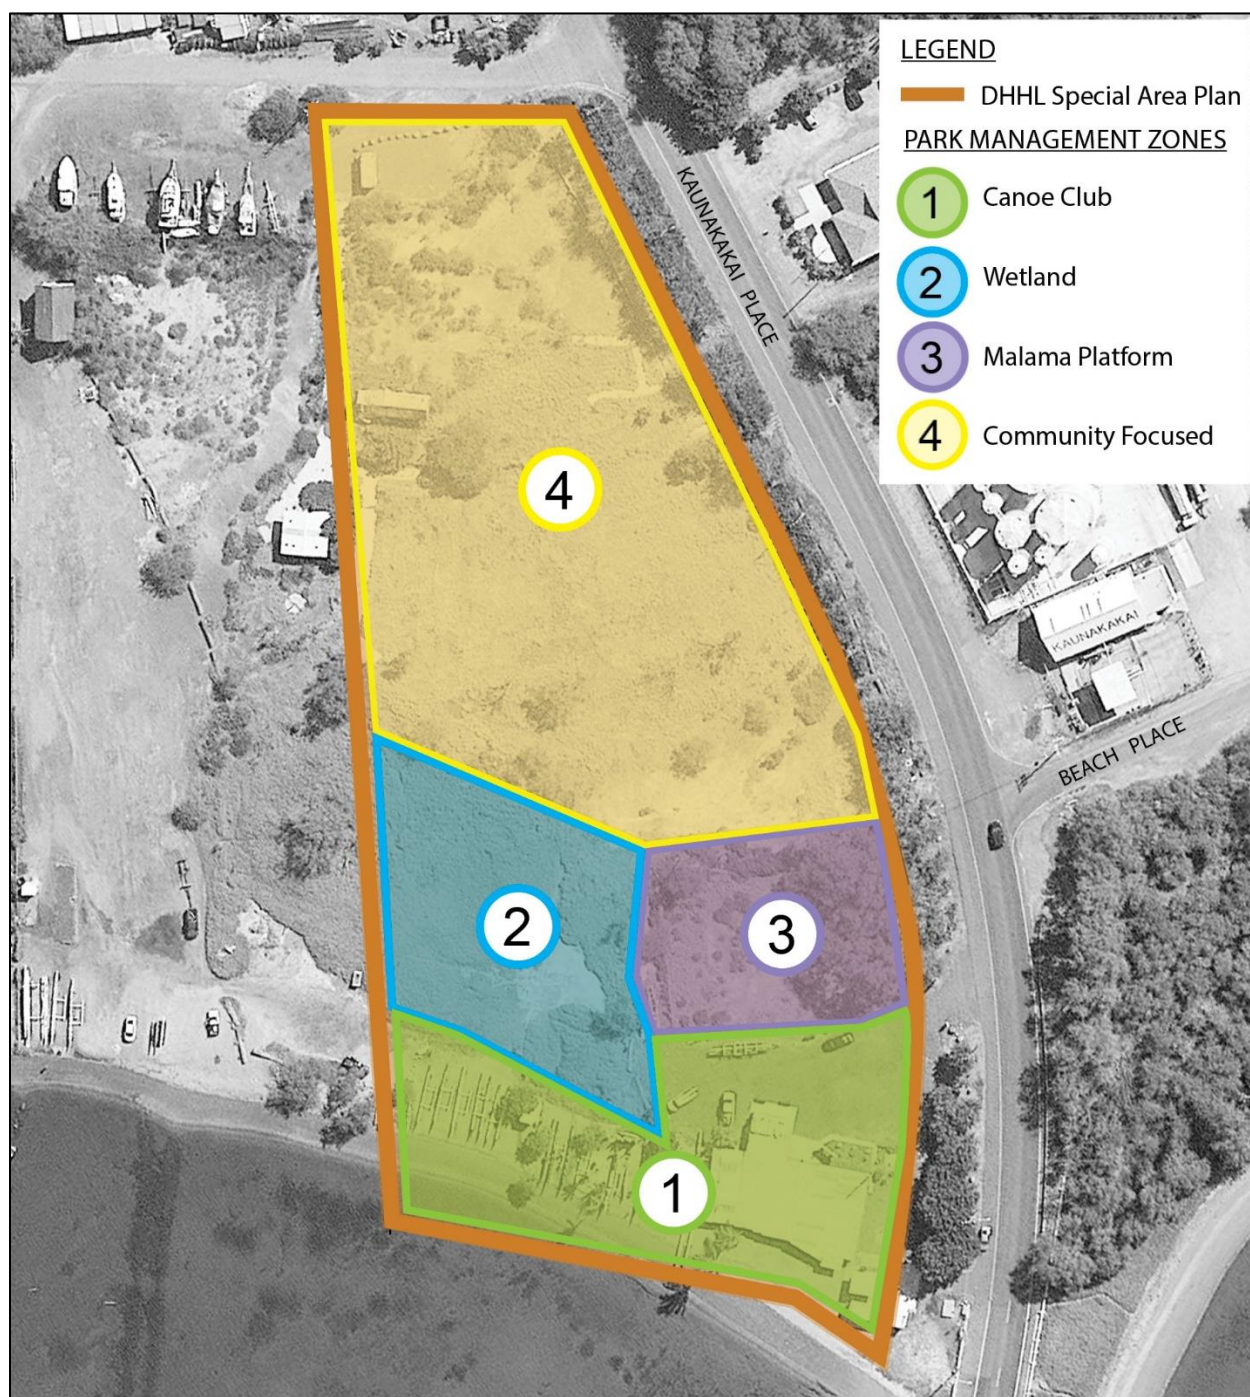 LEGEND
DHHL Special Area Plan
PARK MANAGEMENT ZONES
1 Canoe Club
2 Wetland
3 Malama Platform
4 Community Focused
KAUNAKAKAI PLACE
4
KAUNAKAKAI
BEACH PLACE
2
3
1